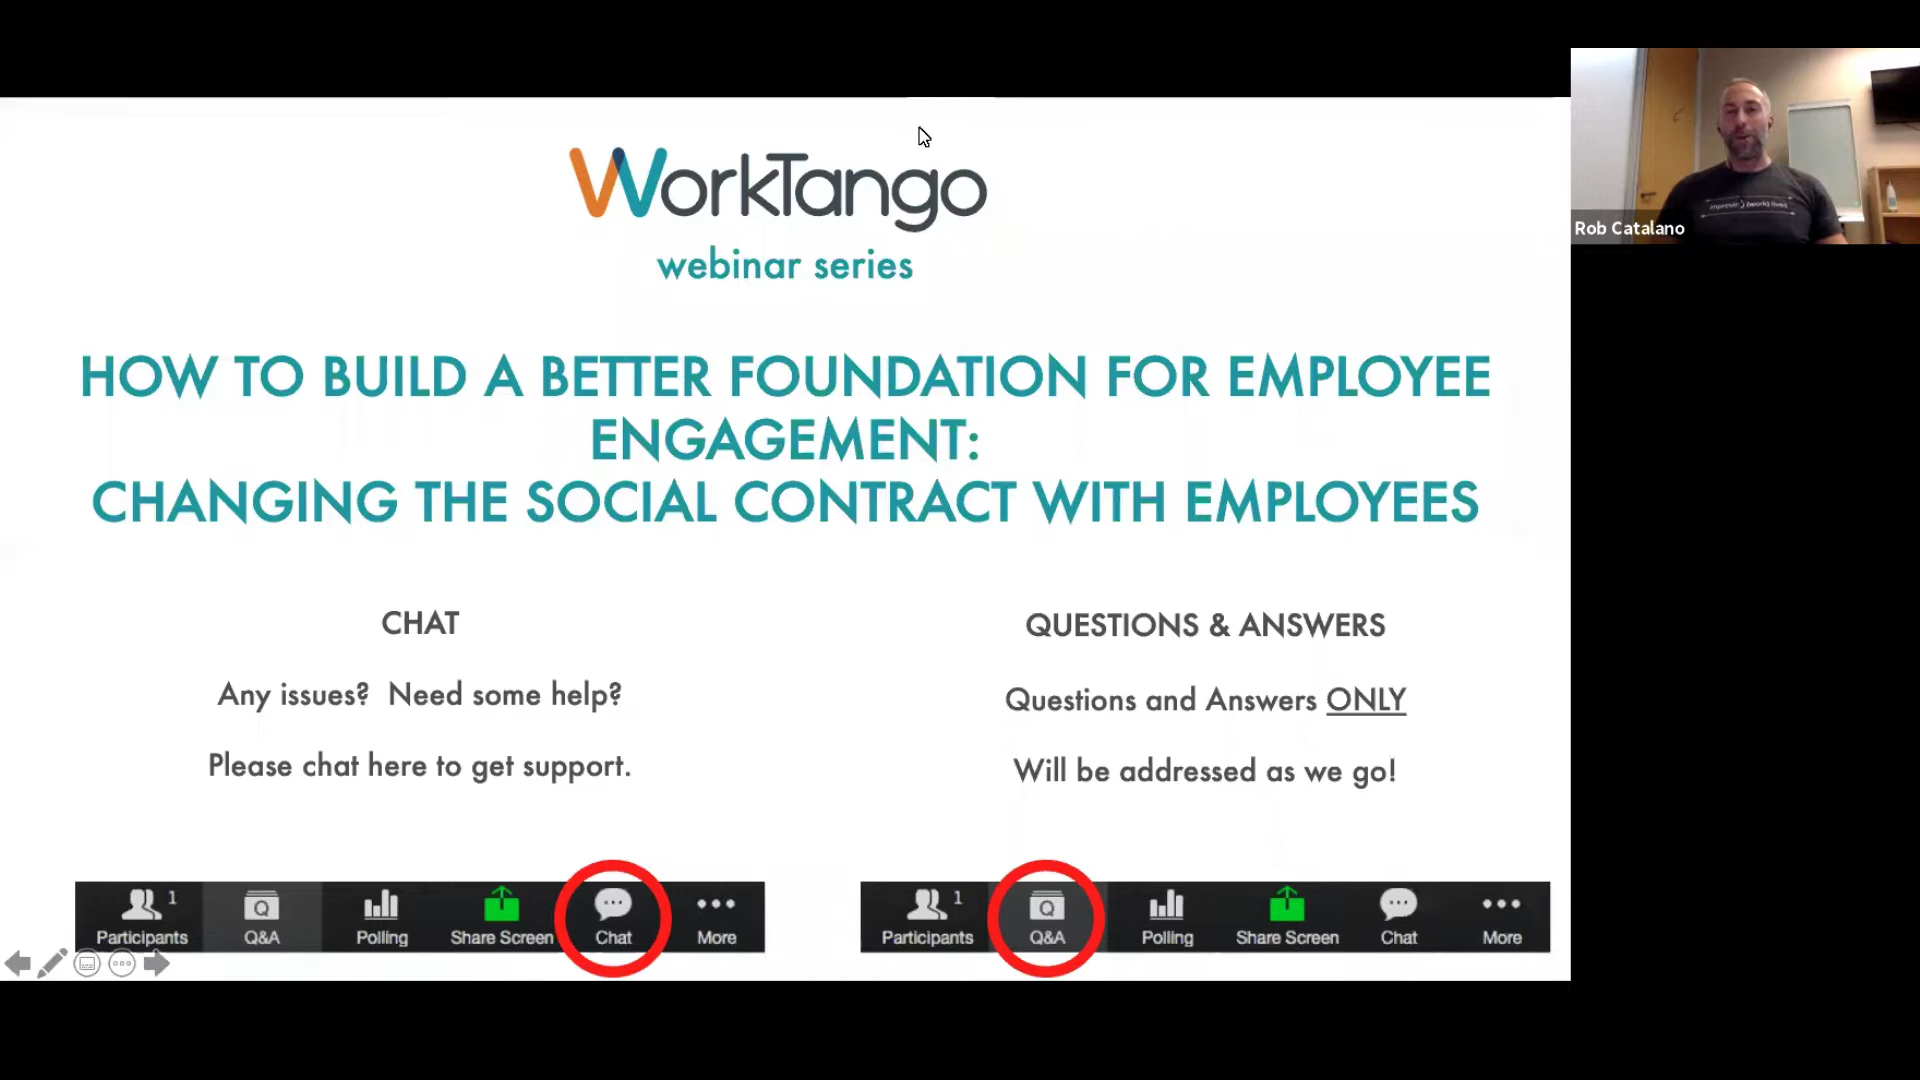 WorkTango
webinar series
HOW TO BUILD A BETTER FOUNDATION FOR EMPLOYEE
ENGAGEMENT:
CHANGING THE SOCIAL CONTRACT WITH EMPLOYEES
CHAT
Any issues? Need some help?
Please chat here to get support.
QUESTIONS & ANSWERS
Questions and Answers ONLY
Will be addressed as we go!
1
Participants Q&A Polling Share Screen Chat More
1
Participants Q&A Polling Share Screen Chat More
Rob Catalano